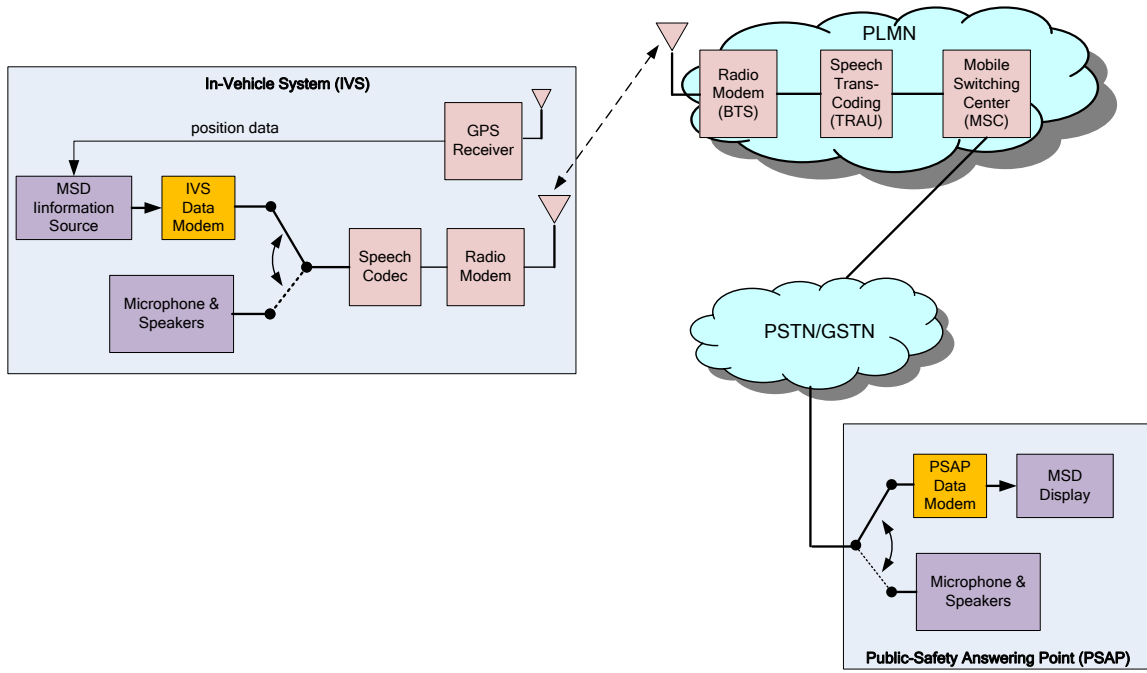 In-Vehicle System (IVS)
position data
GPS
Receiver
MSD
Iinformation
Source
IVS
Data
Modem
Microphone &
Speakers
Speech
Codec
Radio
Modem
PLMN
Radio
Modem
(BTS)
Speech
Trans-
Coding
(TRAU)
Mobile
Switching
Center
(MSC)
PSTN/GSTN
PSAP
Data
Modem
MSD
Display
Microphone &
Speakers
Public-Safety Answering Point (PSAP)